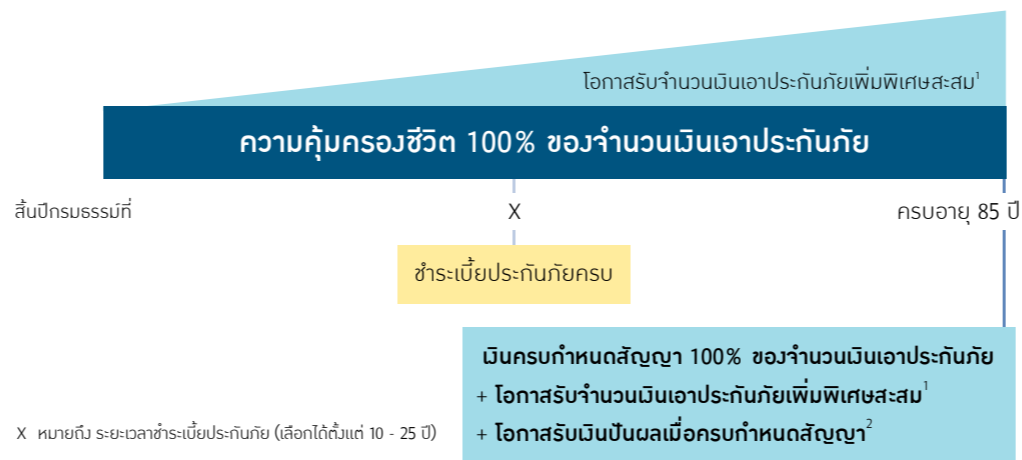 โอกาสรับจำนวนเงินเอาประกันภัยเพิ่มพิเศษสะสม¹
ความคุ้มครองชีวิต 100% ของจำนวนเงินเอาประกันภัย
สิ้นปีกรมธรรม์ที่ X ครบอายุ 85 ปี
ชำระเบี้ยประกันภัยครบ
เงินครบกำหนดสัญญา 100% ของจำนวนเงินเอาประกันภัย
+ โอกาสรับจำนวนเงินเอาประกันภัยเพิ่มพิเศษสะสม¹
+ โอกาสรับเงินปันผลเมื่อครบกำหนดสัญญา²
X หมายถึง ระยะเวลาชำระเบี้ยประกันภัย (เลือกได้ตั้งแต่ 10 - 25 ปี)